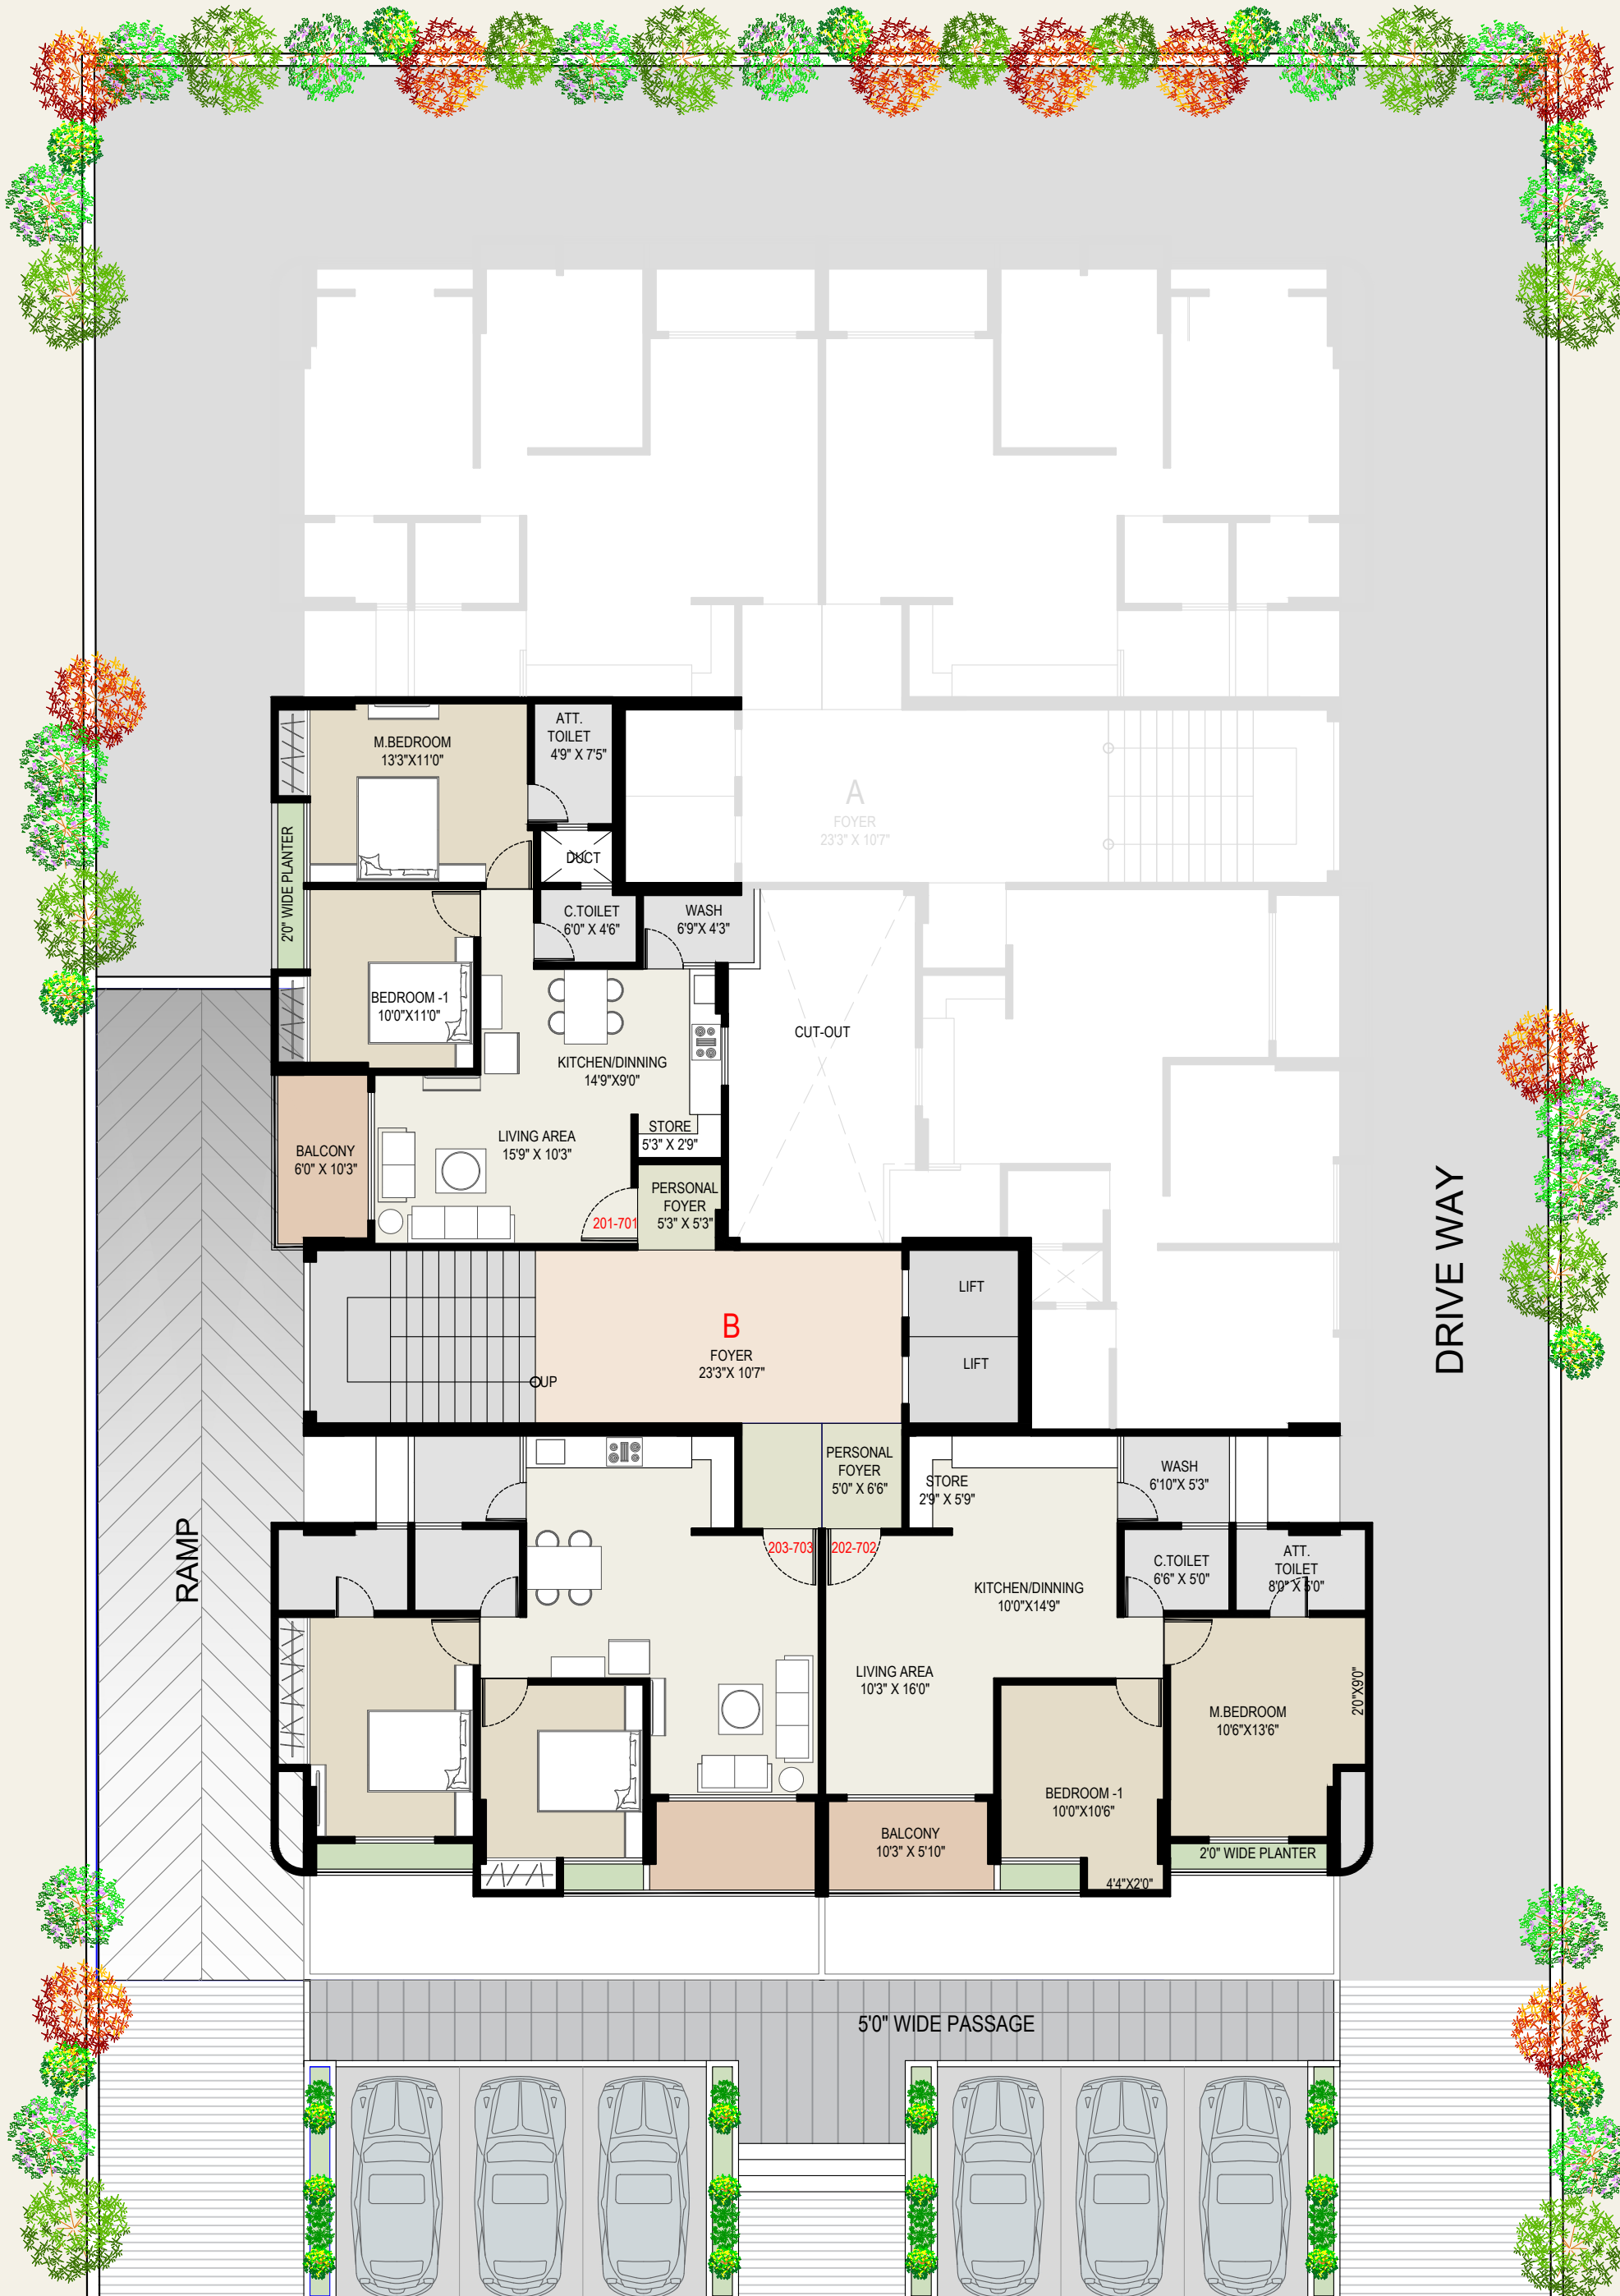 M.BEDROOM
13'3"X11'0"
ATT.
TOILET
4'9" X 7'5"
A
FOYER
23'3" X 10'7"
2'0" WIDE PLANTER
DUCT
C.TOILET
6'0" X 4'6"
WASH
6'9"X 4'3"
BEDROOM -1
10'0"X11'0"
CUT-OUT
KITCHEN/DINNING
14'9"X9'0"
STORE
5'3" X 2'9"
LIVING AREA
15'9" X 10'3"
BALCONY
6'0" X 10'3"
PERSONAL
FOYER
5'3" X 5'3"
201-701
DRIVE WAY
LIFT
LIFT
B
FOYER
23'3"X 10'7"
UP
PERSONAL
FOYER
5'0" X 6'6"
STORE
2'9" X 5'9"
WASH
6'10"X 5'3"
RAMP
203-703
202-702
C.TOILET
6'6" X 5'0"
ATT.
TOILET
8'0" X 5'0"
KITCHEN/DINNING
10'0"X14'9"
LIVING AREA
10'3" X 16'0"
M.BEDROOM
10'6"X13'6"
2'0"X9'0"
BEDROOM -1
10'0"X10'6"
BALCONY
10'3" X 5'10"
2'0" WIDE PLANTER
4'4"X2'0"
5'0" WIDE PASSAGE